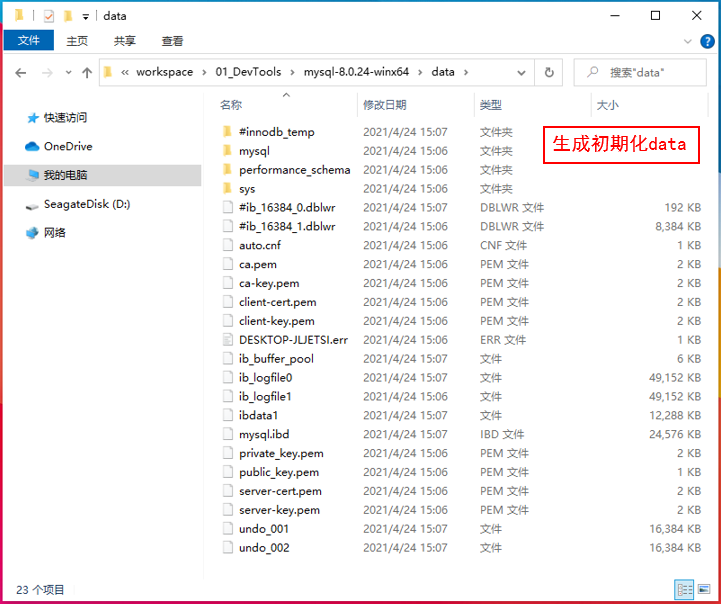 data
文件 主页 共享 查看
« workspace > 01_DevTools > mysql-8.0.24-winx64 > data > 搜索"data"
名称 修改日期 类型 大小
快速访问
OneDrive
我的电脑
SeagateDisk (D:)
网络
#innodb_temp 2021/4/24 15:07 文件夹
mysql 2021/4/24 15:06 文件夹
performance_schema 2021/4/24 15:06 文件夹
sys 2021/4/24 15:06 文件夹
生成初期化data
#ib_16384_0.dblwr 2021/4/24 15:07 DBLWR 文件 192 KB
#ib_16384_1.dblwr 2021/4/24 15:06 DBLWR 文件 8,384 KB
auto.cnf 2021/4/24 15:06 CNF 文件 1 KB
ca.pem 2021/4/24 15:06 PEM 文件 2 KB
ca-key.pem 2021/4/24 15:06 PEM 文件 2 KB
client-cert.pem 2021/4/24 15:06 PEM 文件 2 KB
client-key.pem 2021/4/24 15:06 PEM 文件 2 KB
DESKTOP-JLJETSI.err 2021/4/24 15:06 ERR 文件 1 KB
ib_buffer_pool 2021/4/24 15:06 文件 6 KB
ib_logfile0 2021/4/24 15:07 文件 49,152 KB
ib_logfile1 2021/4/24 15:06 文件 49,152 KB
ibdata1 2021/4/24 15:07 文件 12,288 KB
mysql.ibd 2021/4/24 15:07 IBD 文件 24,576 KB
private_key.pem 2021/4/24 15:06 PEM 文件 2 KB
public_key.pem 2021/4/24 15:06 PEM 文件 1 KB
server-cert.pem 2021/4/24 15:06 PEM 文件 2 KB
server-key.pem 2021/4/24 15:06 PEM 文件 2 KB
undo_001 2021/4/24 15:07 文件 16,384 KB
undo_002 2021/4/24 15:07 文件 16,384 KB
23 个项目